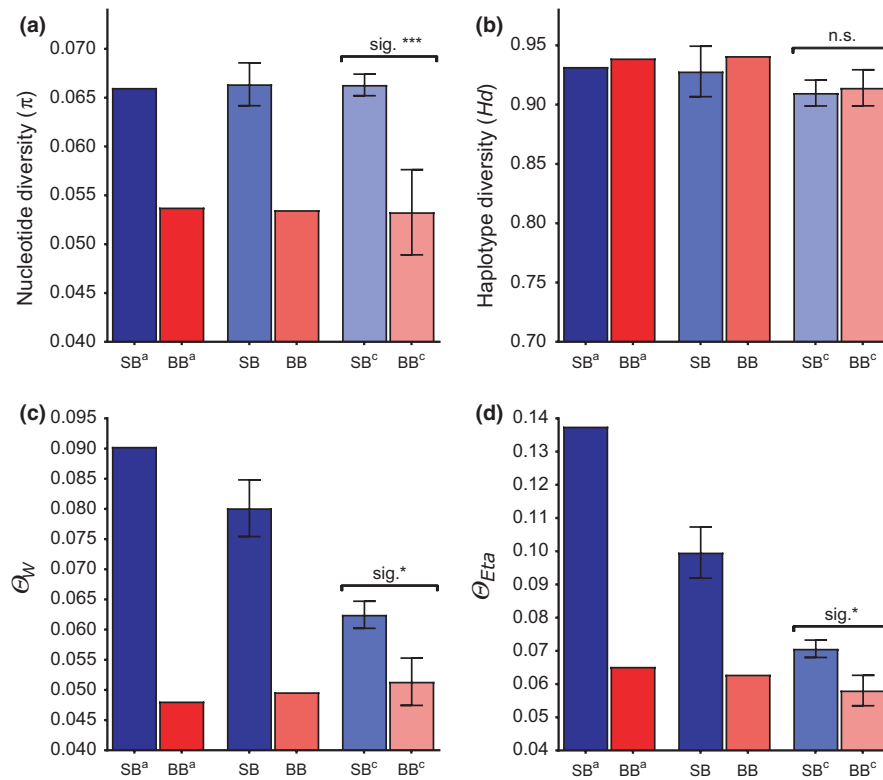 (a)
sig. ***
Nucleotide diversity (π)
0.070
0.065
0.060
0.055
0.050
0.045
0.040
SBᵃ BBᵃ SB BB SBᶜ BBᶜ
(b)
n.s.
Haplotype diversity (Hd)
0.95
0.90
0.85
0.80
0.75
0.70
SBᵃ BBᵃ SB BB SBᶜ BBᶜ
(c)
sig.*
Θ_W
0.095
0.090
0.085
0.080
0.075
0.070
0.065
0.060
0.055
0.050
0.045
0.040
SBᵃ BBᵃ SB BB SBᶜ BBᶜ
(d)
sig.*
Θ_Eta
0.14
0.13
0.12
0.11
0.10
0.09
0.08
0.07
0.06
0.05
0.04
SBᵃ BBᵃ SB BB SBᶜ BBᶜ